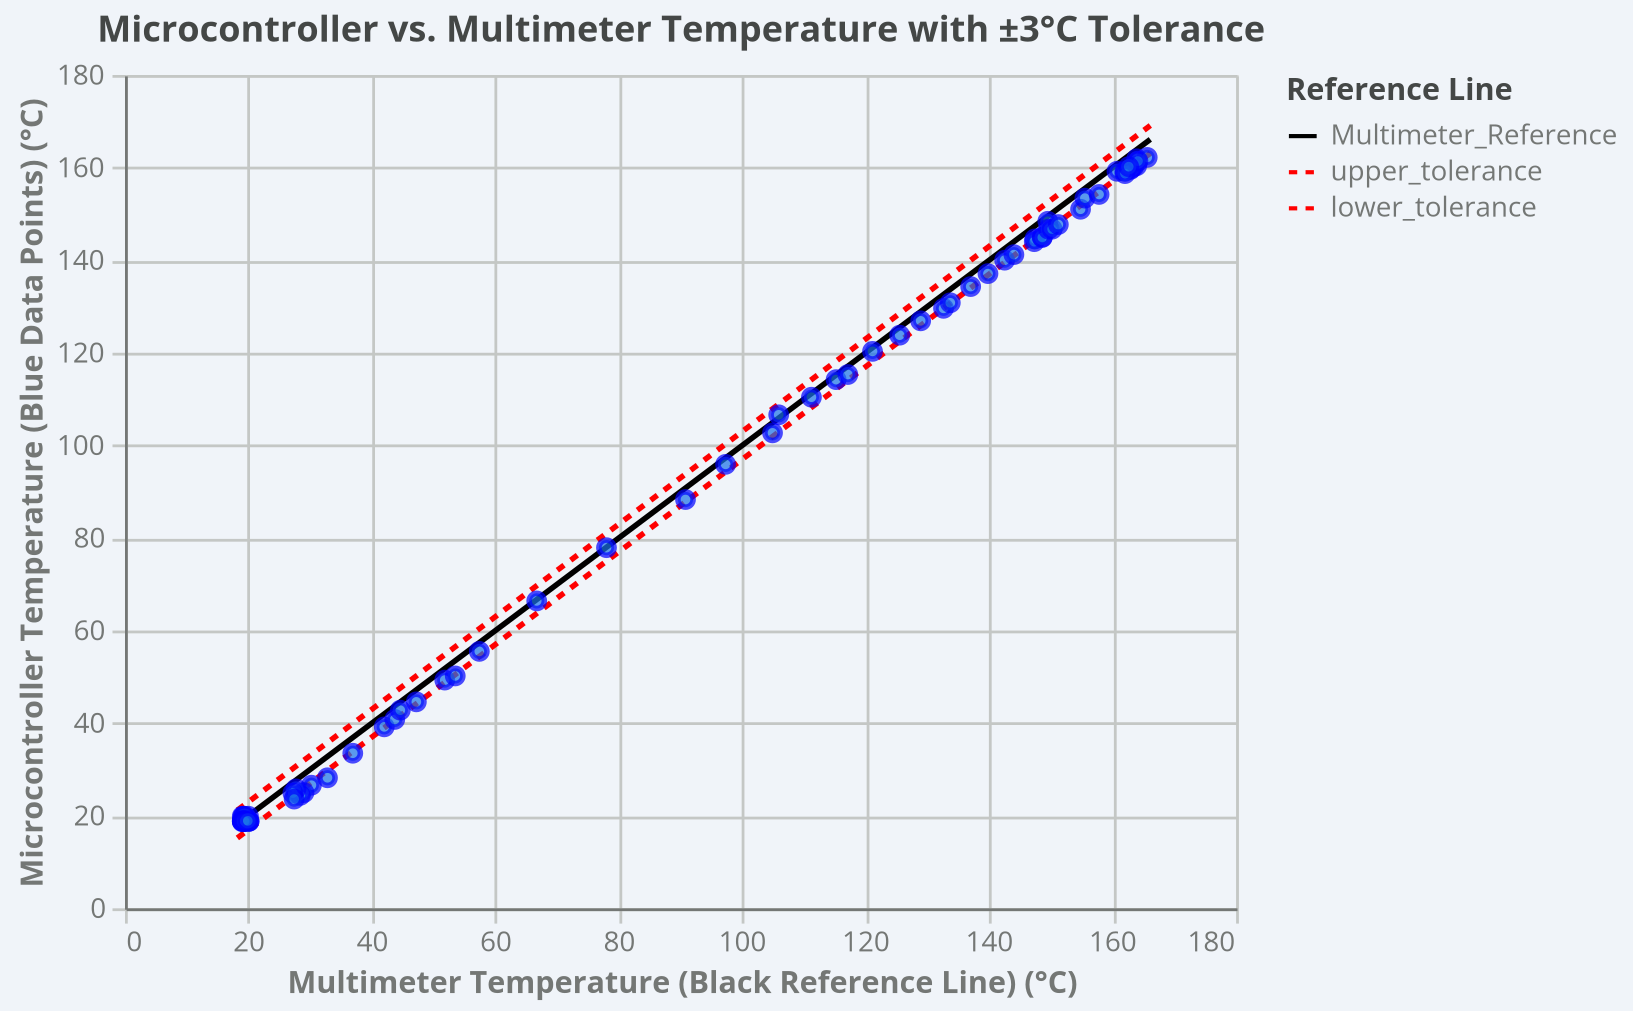 Microcontroller vs. Multimeter Temperature with ±3°C Tolerance
Microcontroller Temperature (Blue Data Points) (°C)
180
160
140
120
100
80
60
40
20
0
0 20 40 60 80 100 120 140 160 180
Multimeter Temperature (Black Reference Line) (°C)
Reference Line
Multimeter_Reference
upper_tolerance
lower_tolerance